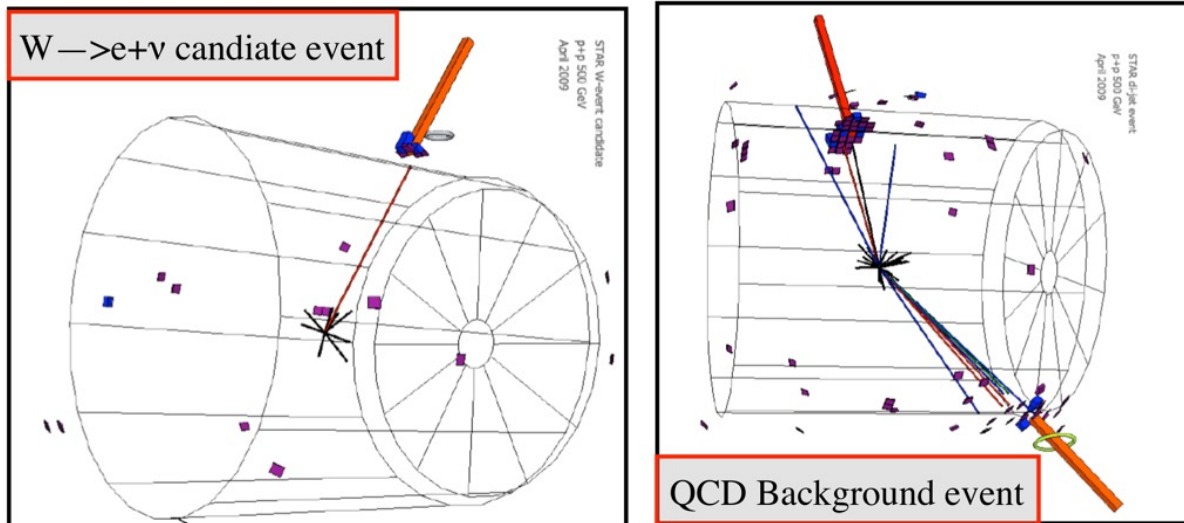 W —>e+ν candiate event
STAR W-event candidate
p+p 500 GeV
April 2009
STAR di-jet event
p+p 500 GeV
April 2009
QCD Background event